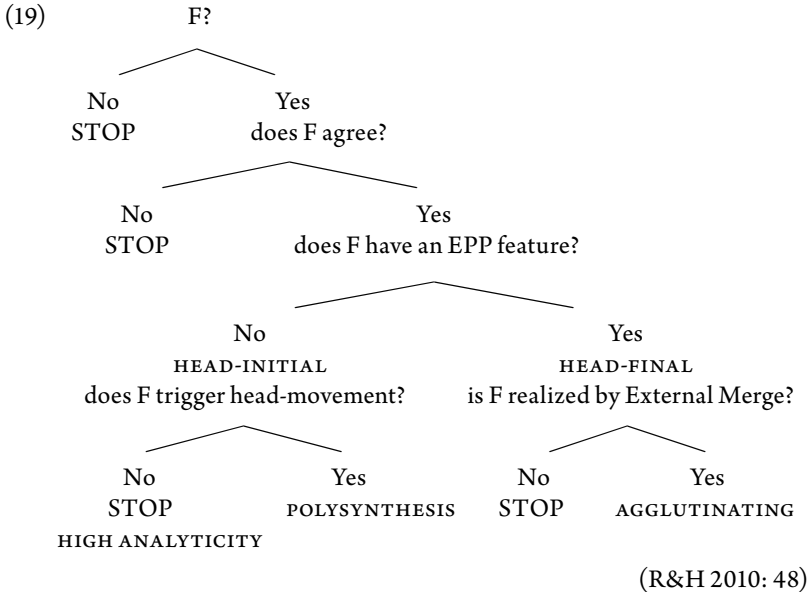 (19) F?
No Yes
STOP does F agree?
No Yes
STOP does F have an EPP feature?
No Yes
HEAD-INITIAL HEAD-FINAL
does F trigger head-movement? is F realized by External Merge?
No Yes No Yes
STOP POLYSYNTHESIS STOP AGGLUTINATING
HIGH ANALYTICITY
(R&H 2010: 48)